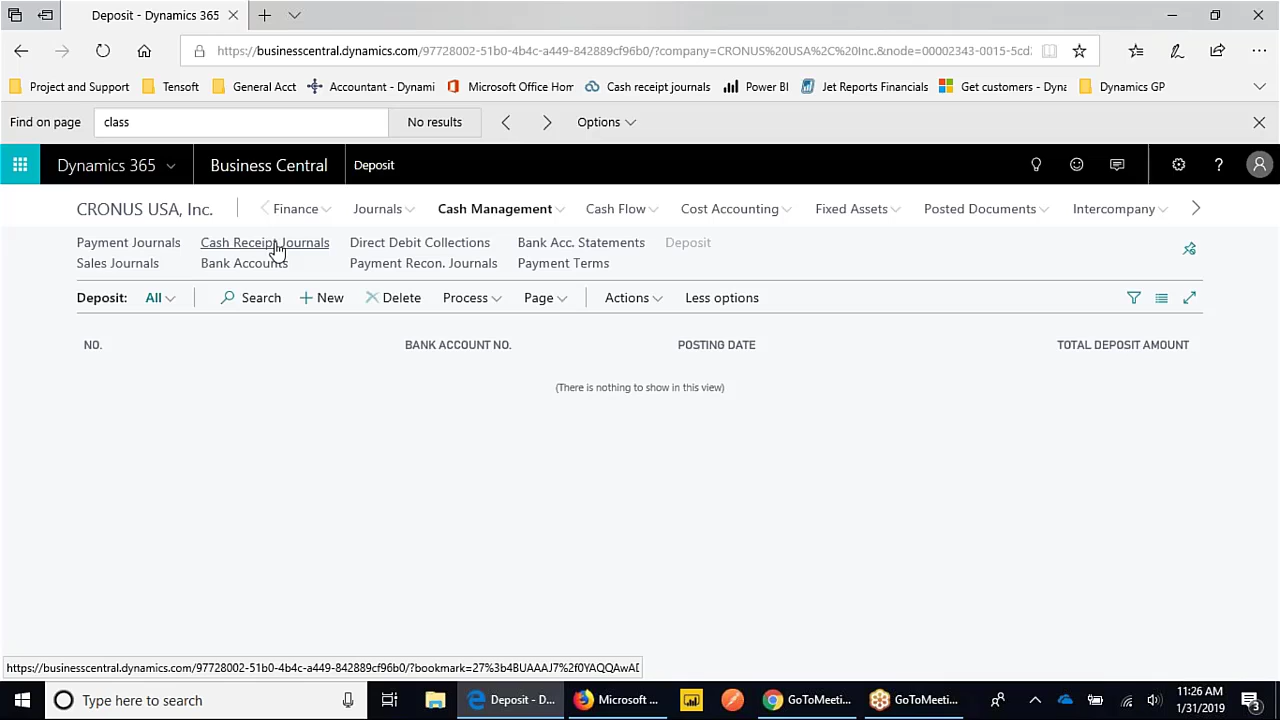 Deposit - Dynamics 365
https://businesscentral.dynamics.com/97728002-51b0-4b4c-a449-842889cf96b0/?company=CRONUS%20USA%2C%20Inc.&node=00002343-0015-5cd2
Project and Support
Tensoft
General Acct
Accountant - Dynami
Microsoft Office Hom
Cash receipt journals
Power BI
Jet Reports Financials
Get customers - Dyna
Dynamics GP
Find on page
class
No results
Options
Dynamics 365
Business Central
Deposit
CRONUS USA, Inc.
Finance
Journals
Cash Management
Cash Flow
Cost Accounting
Fixed Assets
Posted Documents
Intercompany
Payment Journals
Cash Receipt Journals
Direct Debit Collections
Bank Acc. Statements
Deposit
Sales Journals
Bank Accounts
Payment Recon. Journals
Payment Terms
Deposit:
All
Search
New
Delete
Process
Page
Actions
Less options
NO.
BANK ACCOUNT NO.
POSTING DATE
TOTAL DEPOSIT AMOUNT
(There is nothing to show in this view)
https://businesscentral.dynamics.com/97728002-51b0-4b4c-a449-842889cf96b0/?bookmark=27%3b4BUAAAJ7%2f0YAQQAwAD
Type here to search
Deposit - D...
Microsoft ...
GoToMeeti...
GoToMeeti...
11:26 AM
1/31/2019
3